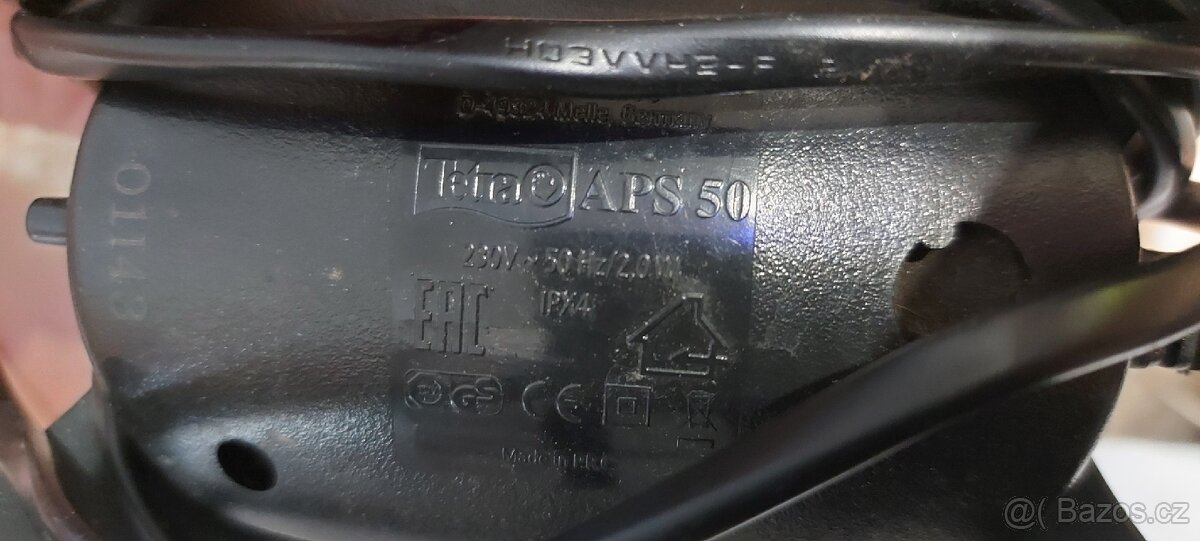 H03VVH2-F
D-49324 Melle, Germany
Tetra APS 50
01143
230V ~ 50 Hz/2,0 W
IPX4
EAC
GS CE
Made in PRC
@( Bazos.cz